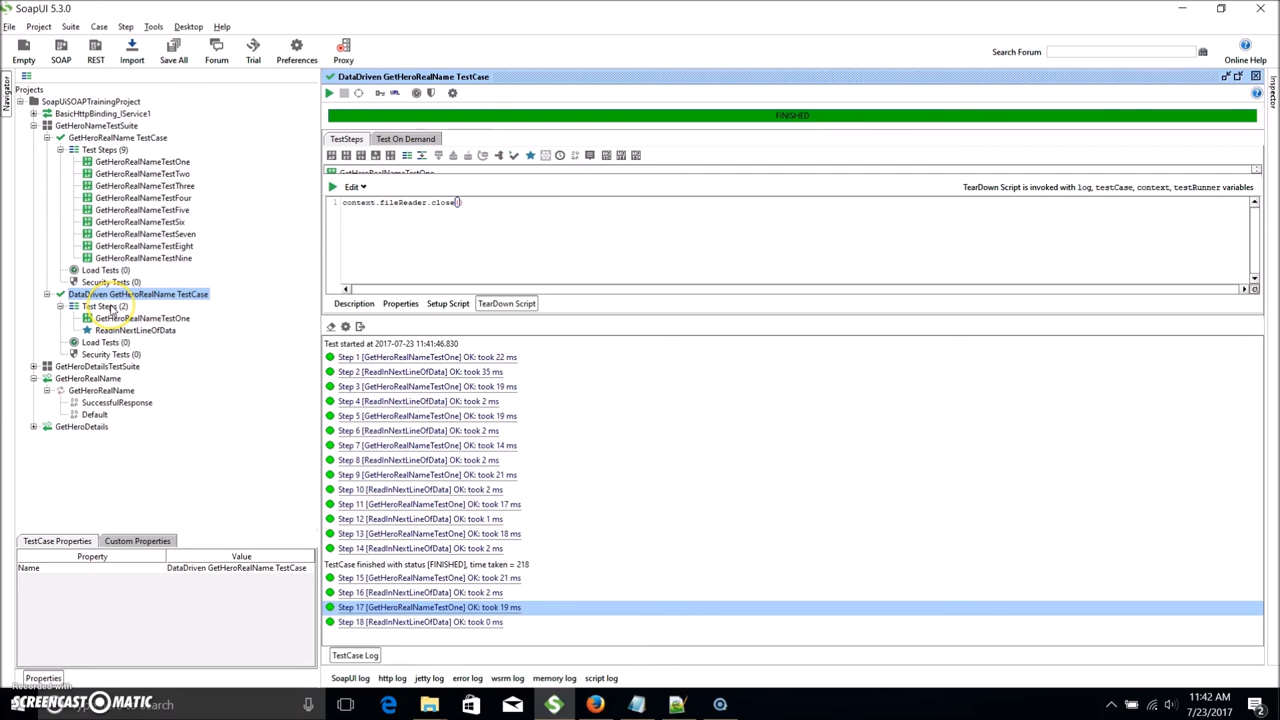 SoapUI 5.3.0
File Project Suite Case Step Tools Desktop Help
Empty SOAP REST Import Save All Forum Trial Preferences Proxy
Search Forum
Online Help
Navigator
Projects
SoapUiSOAPTrainingProject
BasicHttpBinding_IService1
GetHeroNameTestSuite
GetHeroRealName TestCase
Test Steps (9)
GetHeroRealNameTestOne
GetHeroRealNameTestTwo
GetHeroRealNameTestThree
GetHeroRealNameTestFour
GetHeroRealNameTestFive
GetHeroRealNameTestSix
GetHeroRealNameTestSeven
GetHeroRealNameTestEight
GetHeroRealNameTestNine
Load Tests (0)
Security Tests (0)
DataDriven GetHeroRealName TestCase
Test Steps (2)
GetHeroRealNameTestOne
ReadInNextLineOfData
Load Tests (0)
Security Tests (0)
GetHeroDetailsTestSuite
GetHeroRealName
GetHeroRealName
SuccessfulResponse
Default
GetHeroDetails
TestCase Properties Custom Properties
Property Value
Name DataDriven GetHeroRealName TestCase
Properties
DataDriven GetHeroRealName TestCase
URL
FINISHED
TestSteps Test On Demand
GetHeroRealNameTestOne
Edit
TearDown Script is invoked with log, testCase, context, testRunner variables
1 context.fileReader.close()
Description Properties Setup Script TearDown Script
Test started at 2017-07-23 11:41:46.830
Step 1 [GetHeroRealNameTestOne] OK: took 22 ms
Step 2 [ReadInNextLineOfData] OK: took 35 ms
Step 3 [GetHeroRealNameTestOne] OK: took 19 ms
Step 4 [ReadInNextLineOfData] OK: took 2 ms
Step 5 [GetHeroRealNameTestOne] OK: took 19 ms
Step 6 [ReadInNextLineOfData] OK: took 2 ms
Step 7 [GetHeroRealNameTestOne] OK: took 14 ms
Step 8 [ReadInNextLineOfData] OK: took 2 ms
Step 9 [GetHeroRealNameTestOne] OK: took 21 ms
Step 10 [ReadInNextLineOfData] OK: took 2 ms
Step 11 [GetHeroRealNameTestOne] OK: took 17 ms
Step 12 [ReadInNextLineOfData] OK: took 1 ms
Step 13 [GetHeroRealNameTestOne] OK: took 18 ms
Step 14 [ReadInNextLineOfData] OK: took 2 ms
TestCase finished with status [FINISHED], time taken = 218
Step 15 [GetHeroRealNameTestOne] OK: took 21 ms
Step 16 [ReadInNextLineOfData] OK: took 2 ms
Step 17 [GetHeroRealNameTestOne] OK: took 19 ms
Step 18 [ReadInNextLineOfData] OK: took 0 ms
TestCase Log
SoapUI log http log jetty log error log wsrm log memory log script log
Inspector
Recorded with
SCREENCAST MATIC
search
11:42 AM
7/23/2017
2